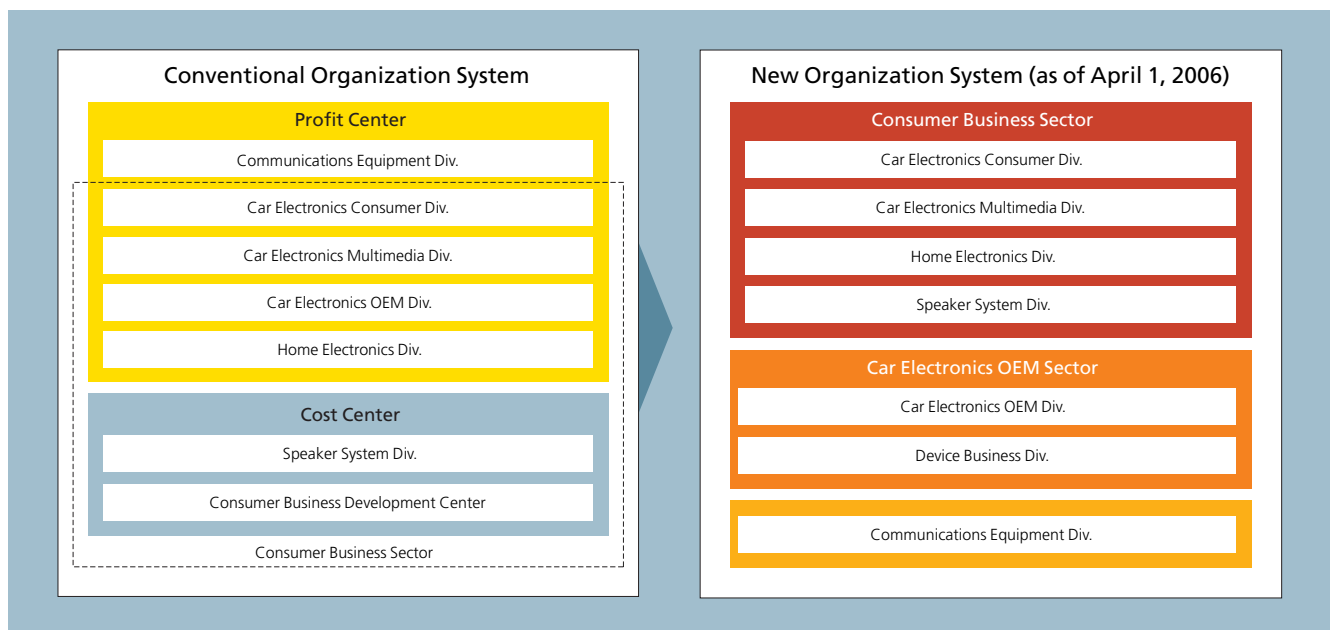 Conventional Organization System
Profit Center
Communications Equipment Div.
Car Electronics Consumer Div.
Car Electronics Multimedia Div.
Car Electronics OEM Div.
Home Electronics Div.
Cost Center
Speaker System Div.
Consumer Business Development Center
Consumer Business Sector
New Organization System (as of April 1, 2006)
Consumer Business Sector
Car Electronics Consumer Div.
Car Electronics Multimedia Div.
Home Electronics Div.
Speaker System Div.
Car Electronics OEM Sector
Car Electronics OEM Div.
Device Business Div.
Communications Equipment Div.